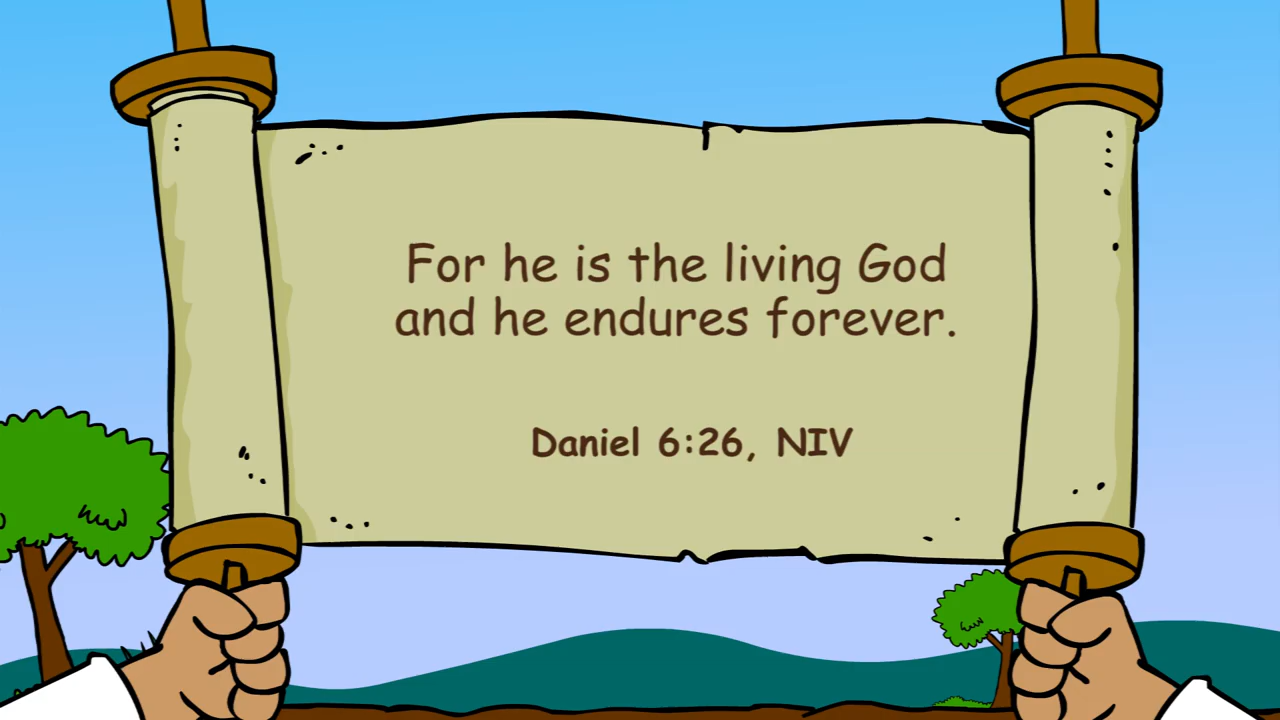 For he is the living God
and he endures forever.
Daniel 6:26, NIV